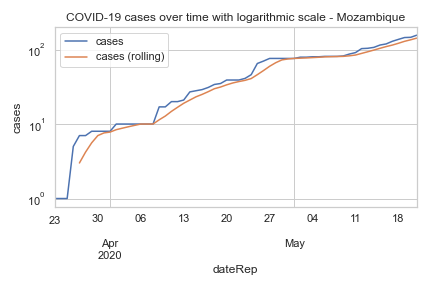 COVID-19 cases over time with logarithmic scale - Mozambique
cases
cases (rolling)
cases
10²
10¹
10⁰
23 30 06 13 20 27 04 11 18
Apr May
2020
dateRep